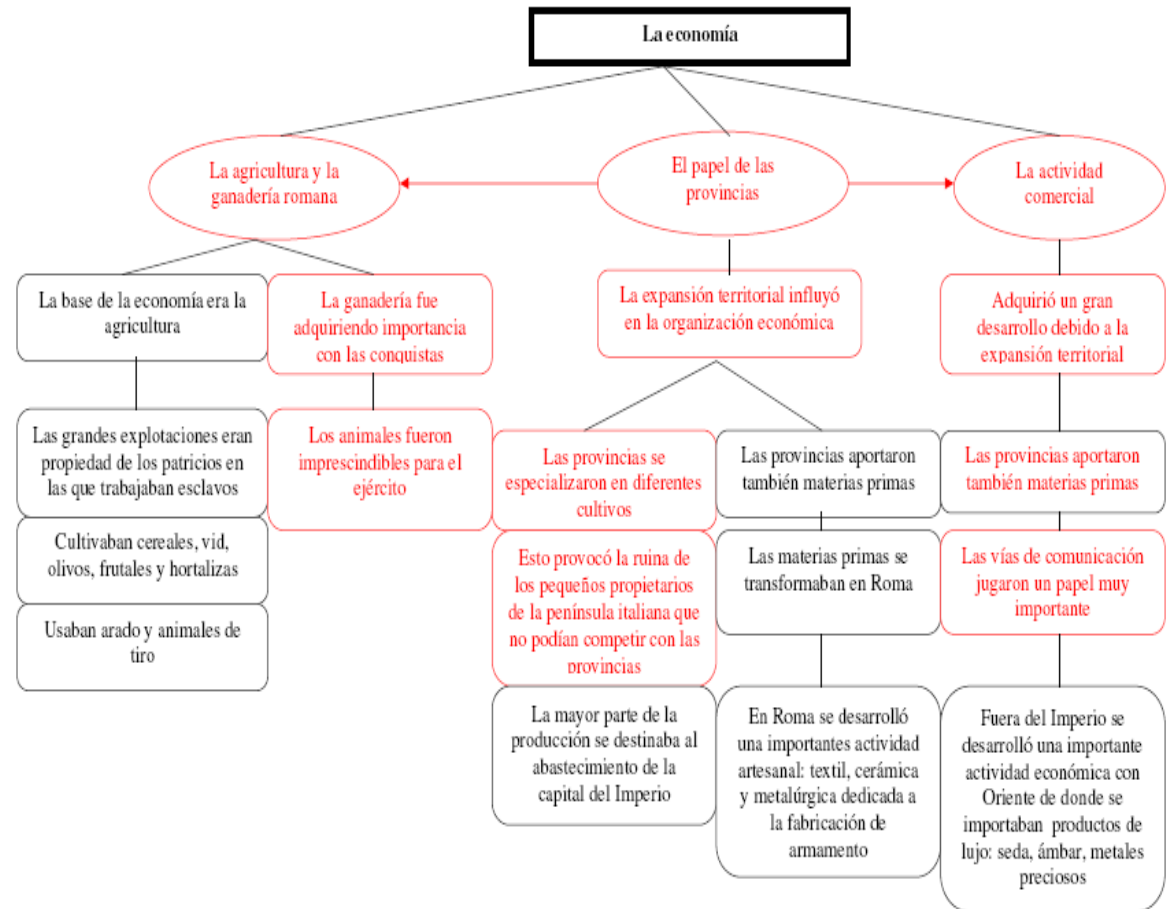 La economía
La agricultura y la
ganadería romana
El papel de las
provincias
La actividad
comercial
La base de la economía era la
agricultura
La ganadería fue
adquiriendo importancia
con las conquistas
La expansión territorial influyó
en la organización económica
Adquirió un gran
desarrollo debido a la
expansión territorial
Las grandes explotaciones eran
propiedad de los patricios en
las que trabajaban esclavos
Los animales fueron
imprescindibles para el
ejército
Las provincias se
especializaron en diferentes
cultivos
Las provincias aportaron
también materias primas
Las provincias aportaron
también materias primas
Cultivaban cereales, vid,
olivos, frutales y hortalizas
Esto provocó la ruina de
los pequeños propietarios
de la península italiana que
no podían competir con las
provincias
Las materias primas se
transformaban en Roma
Las vías de comunicación
jugaron un papel muy
importante
Usaban arado y animales de
tiro
La mayor parte de la
producción se destinaba al
abastecimiento de la
capital del Imperio
En Roma se desarrolló
una importantes actividad
artesanal: textil, cerámica
y metalúrgica dedicada a
la fabricación de
armamento
Fuera del Imperio se
desarrolló una importante
actividad económica con
Oriente de donde se
importaban productos de
lujo: seda, ámbar, metales
preciosos